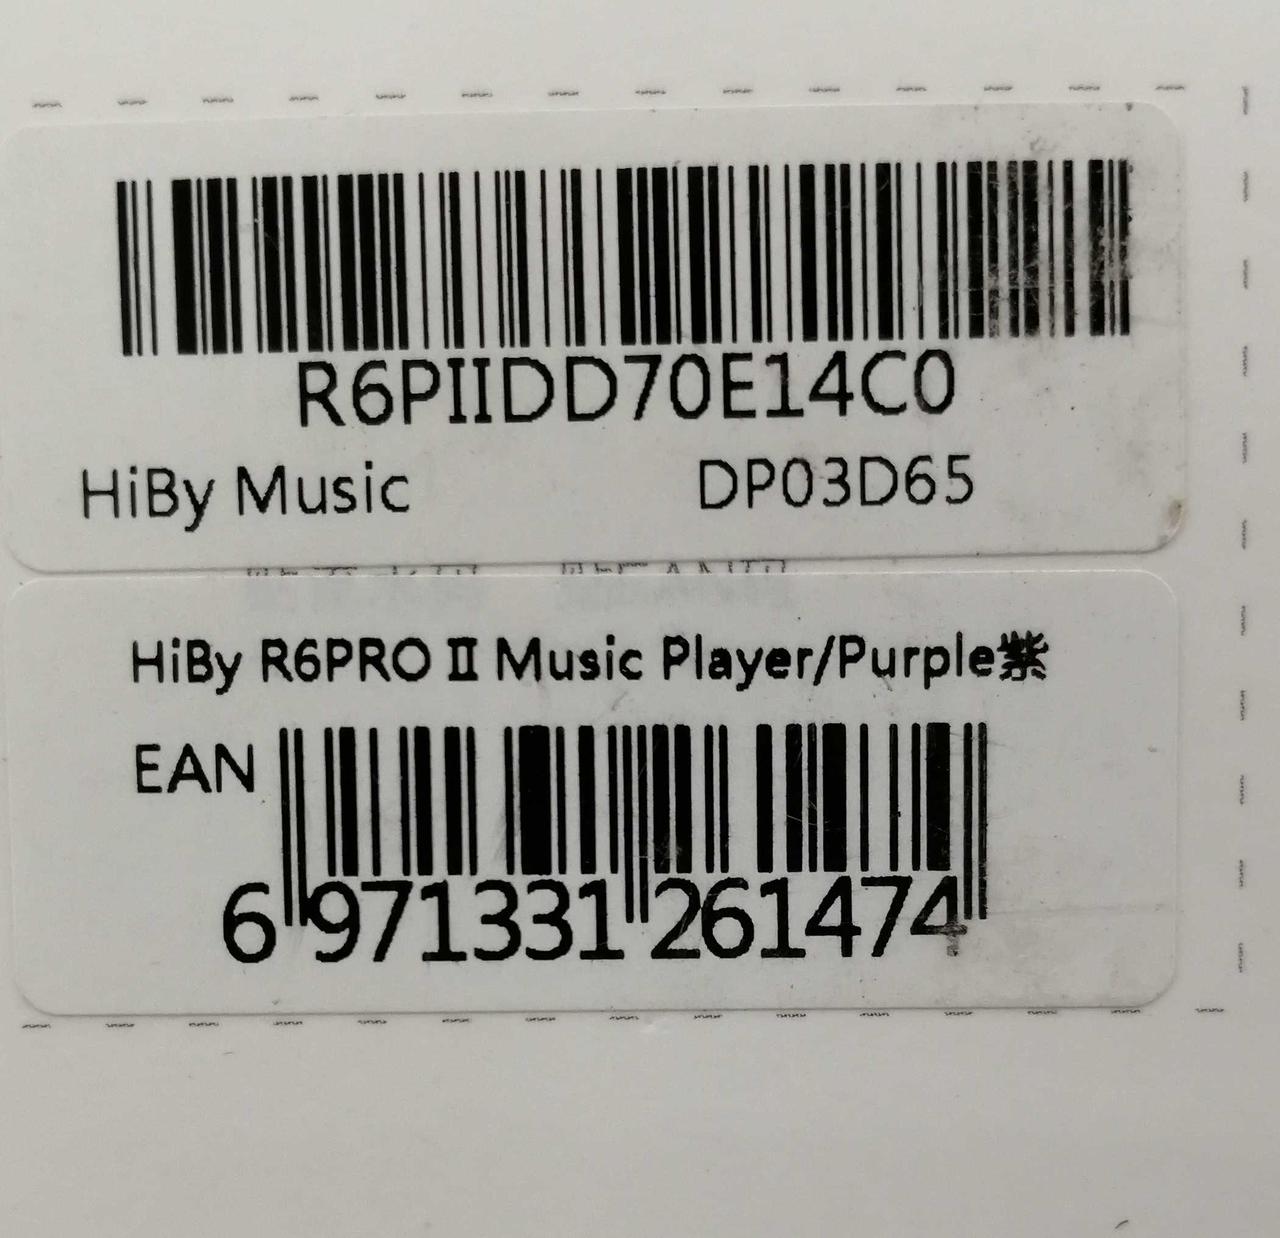 R6PIIDD70E14C0
HiBy Music DP03D65
HiBy R6PRO Ⅱ Music Player/Purple紫
EAN
6 971331 261474